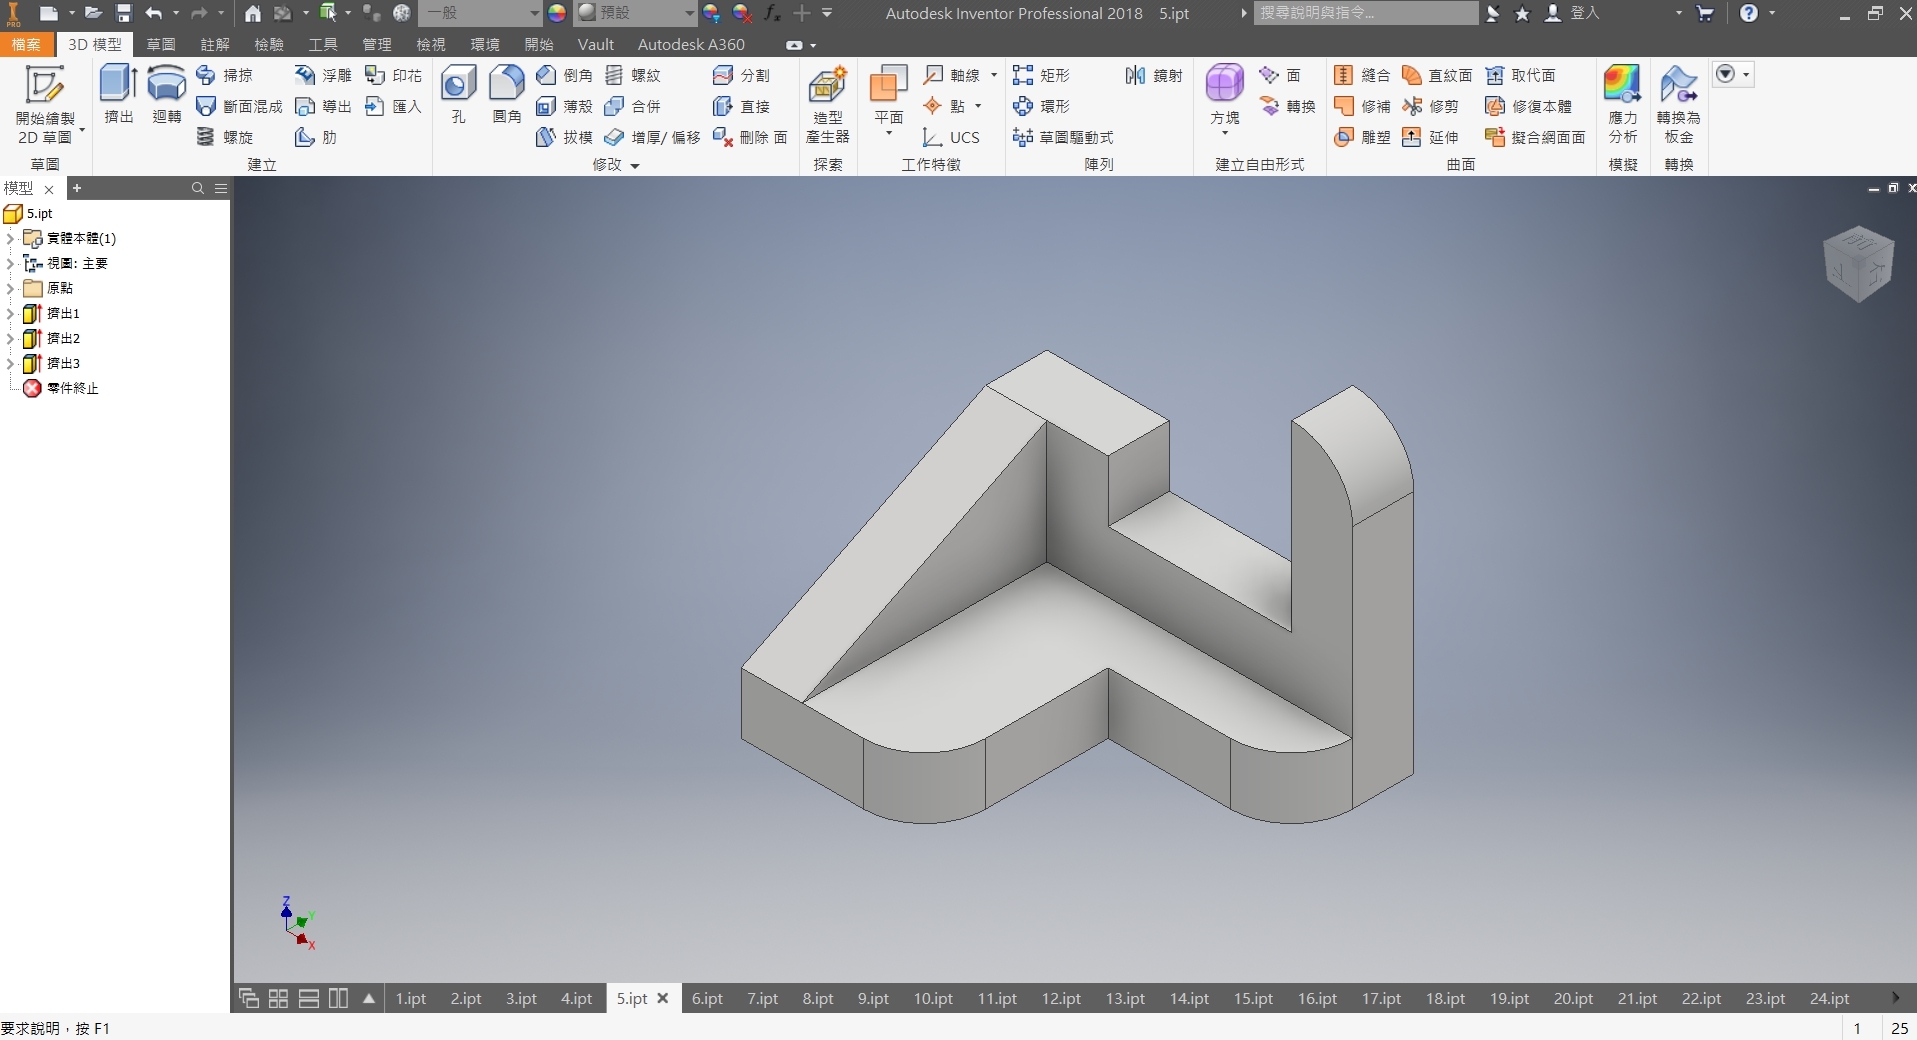 PRO 一般 預設 fx Autodesk Inventor Professional 2018 5.ipt 搜尋說明與指令... 登入
檔案 3D 模型 草圖 註解 檢驗 工具 管理 檢視 環境 開始 Vault Autodesk A360
開始繪製 2D 草圖
草圖
擠出 迴轉 掃掠 浮雕 印花
斷面混成 導出 匯入
螺旋 肋
建立
孔 圓角 倒角 螺紋 分割
薄殼 合併 直接
拔模 增厚/ 偏移 刪除 面
修改
造型 產生器
探索
平面 軸線
點
UCS
工作特徵
矩形 鏡射
環形
草圖驅動式
陣列
方塊 面
轉換
建立自由形式
縫合 直紋面 取代面
修補 修剪 修復本體
雕塑 延伸 擬合網面面
曲面
應力 分析
模擬
轉換為 板金
轉換
模型
5.ipt
實體本體(1)
視圖: 主要
原點
擠出1
擠出2
擠出3
零件終止
Z
Y
X
1.ipt 2.ipt 3.ipt 4.ipt 5.ipt 6.ipt 7.ipt 8.ipt 9.ipt 10.ipt 11.ipt 12.ipt 13.ipt 14.ipt 15.ipt 16.ipt 17.ipt 18.ipt 19.ipt 20.ipt 21.ipt 22.ipt 23.ipt 24.ipt
要求說明，按 F1 1 25